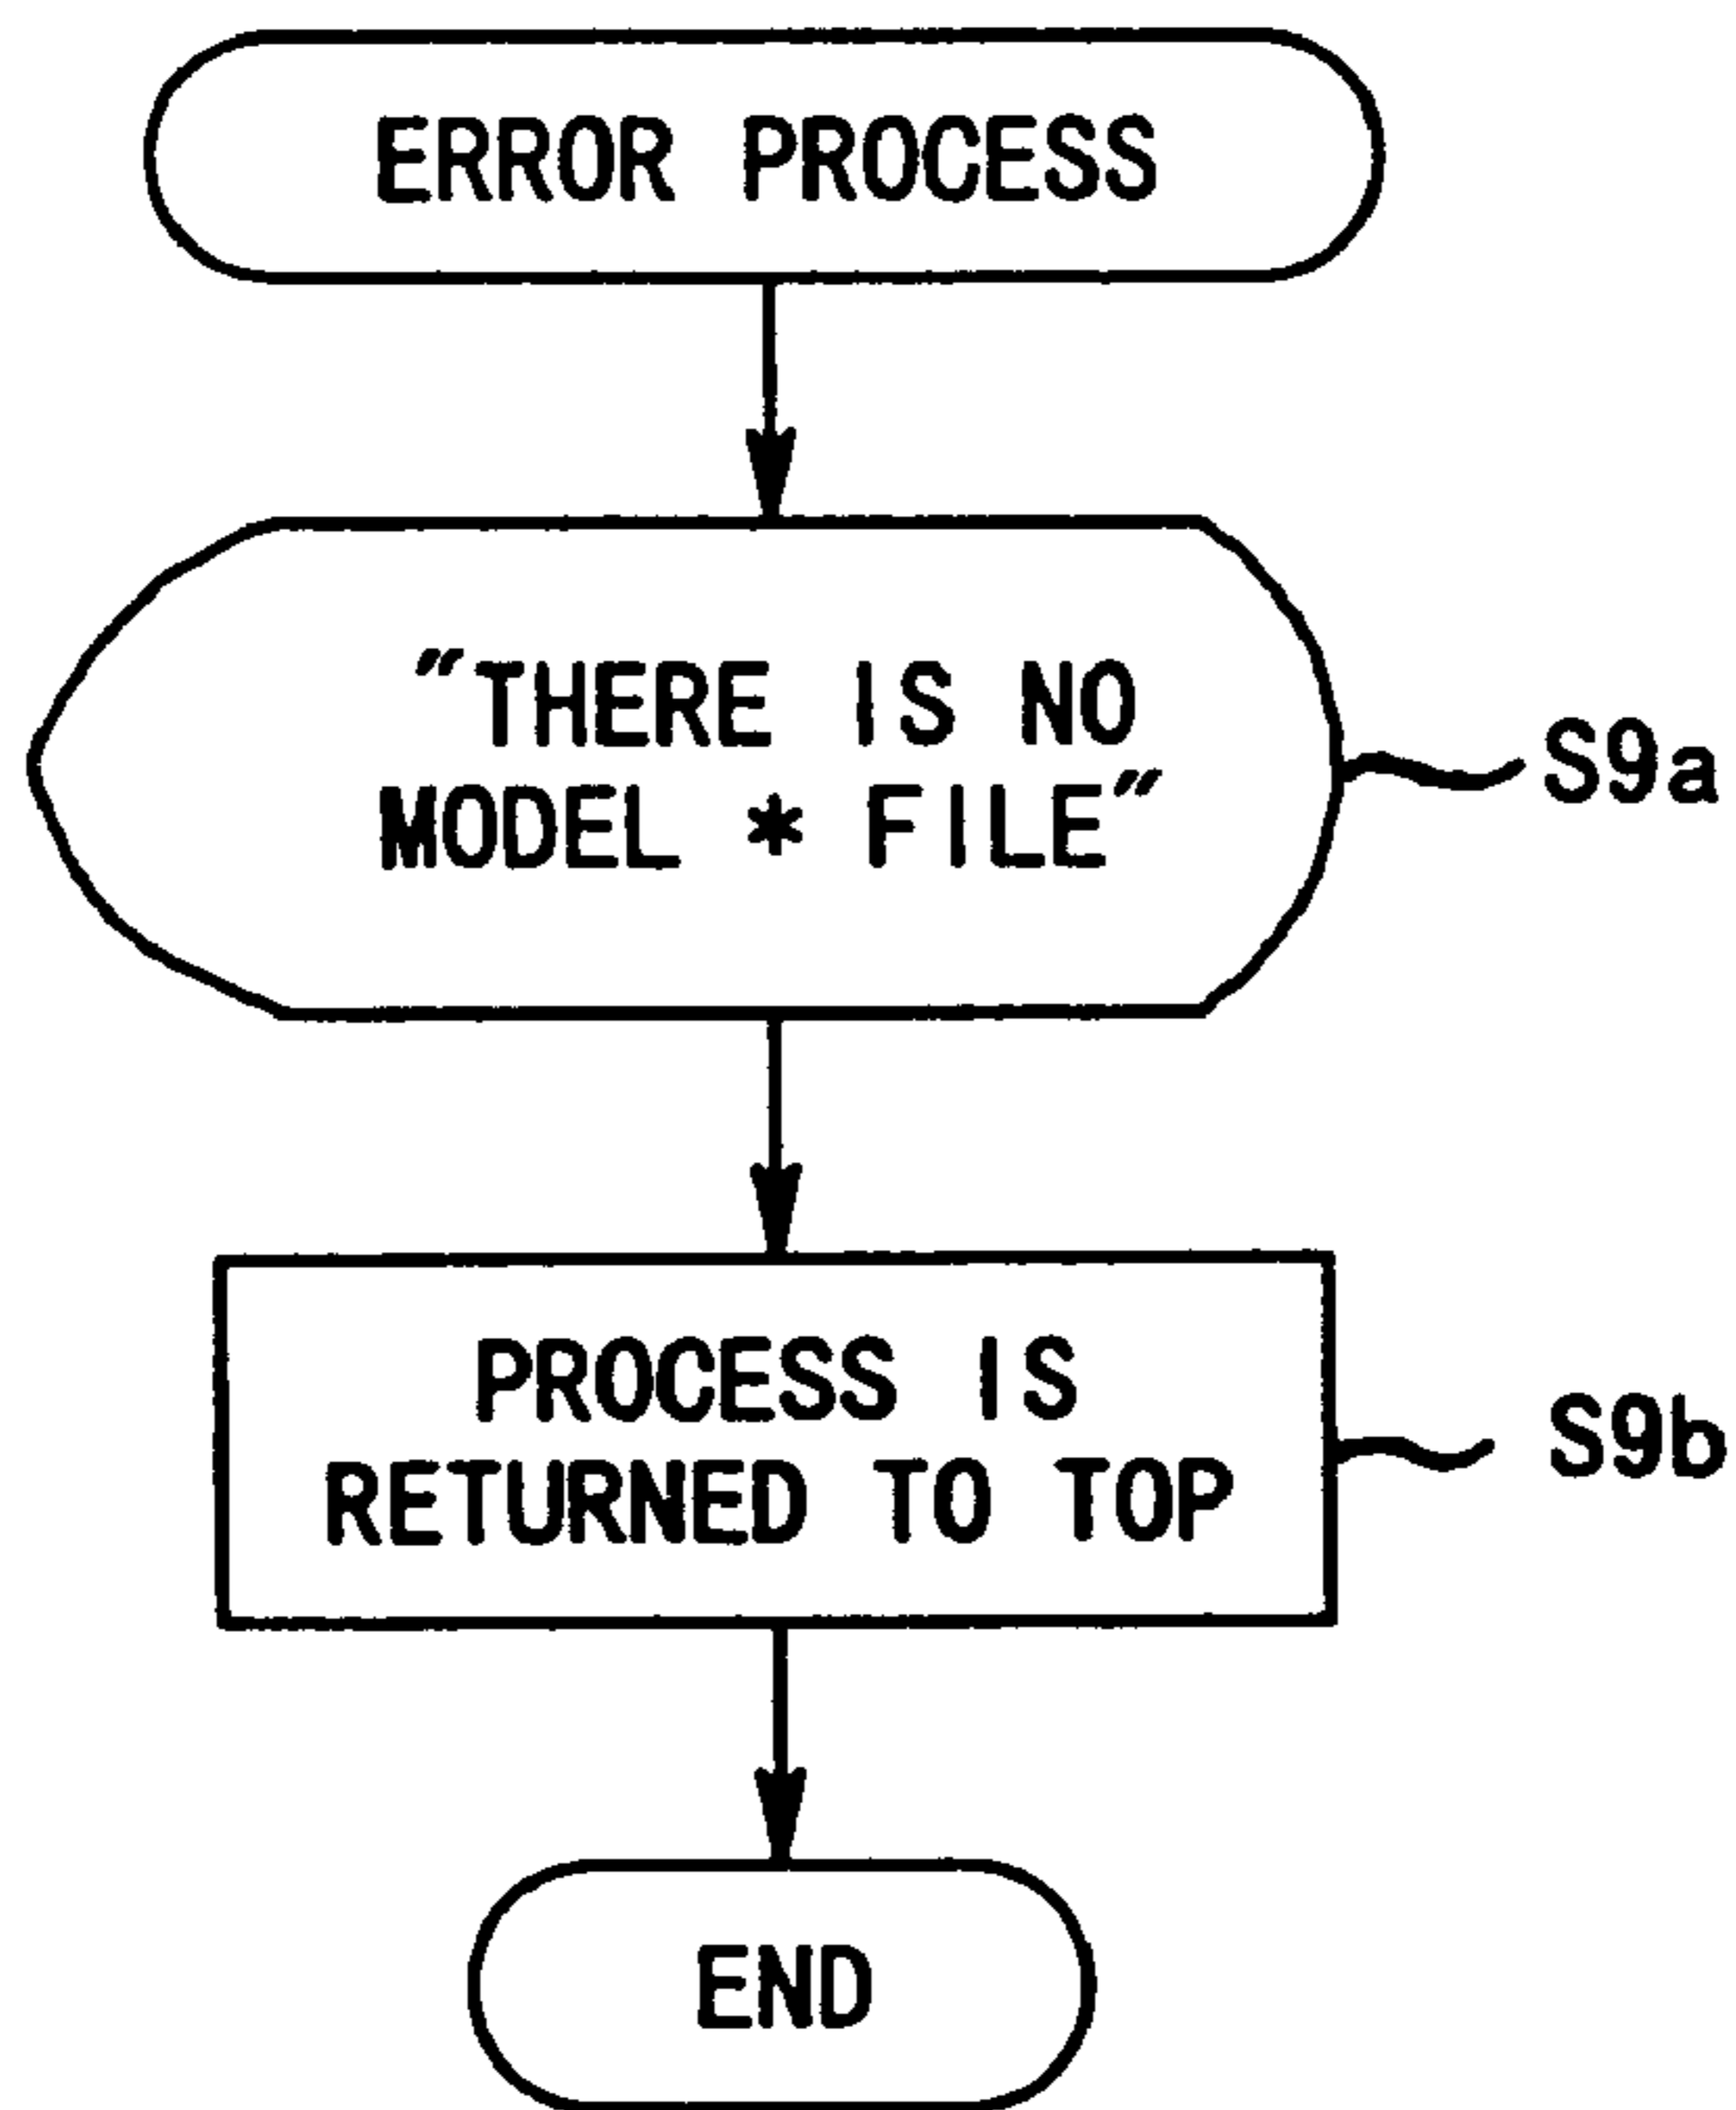 ERROR PROCESS
"THERE IS NO
MODEL * FILE"
S9a
PROCESS IS
RETURNED TO TOP
S9b
END